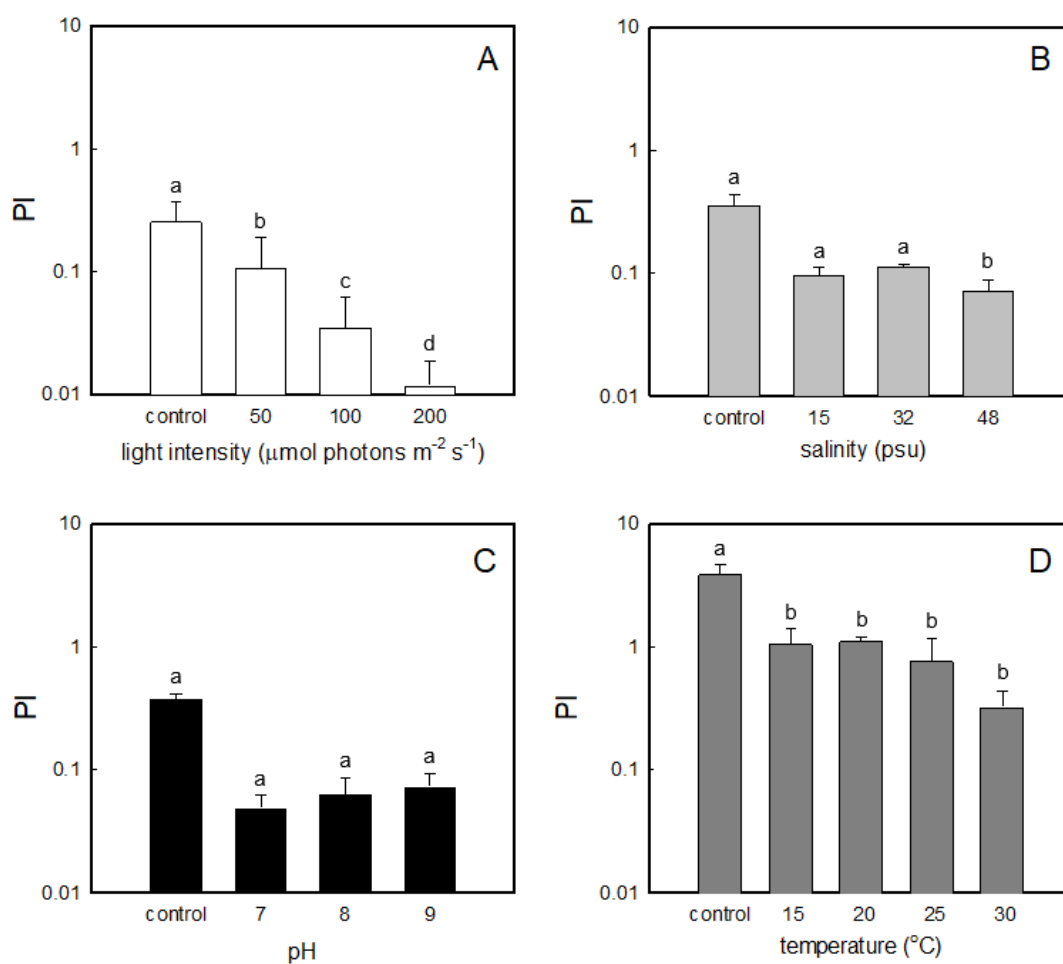 A
10
1
0.1
0.01
PI
a
b
c
d
control 50 100 200
light intensity (μmol photons m⁻² s⁻¹)
B
10
1
0.1
0.01
PI
a
a
a
b
control 15 32 48
salinity (psu)
C
10
1
0.1
0.01
PI
a
a
a
a
control 7 8 9
pH
D
10
1
0.1
0.01
PI
a
b
b
b
b
control 15 20 25 30
temperature (°C)